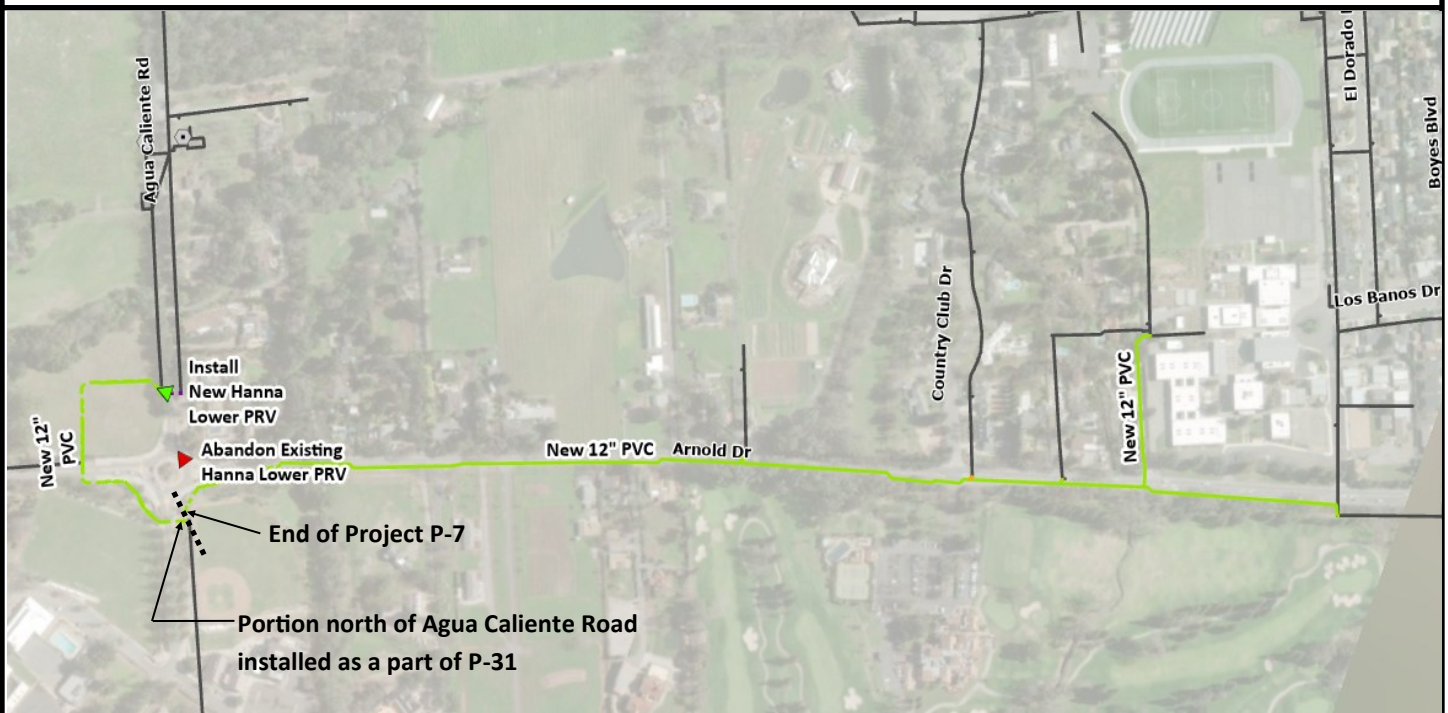 Agua Caliente Rd
El Dorado
Boyes Blvd
Los Banos Dr
Country Club Dr
Install
New Hanna
Lower PRV
New 12"
PVC
New 12" PVC
Abandon Existing
Hanna Lower PRV
New 12" PVC
Arnold Dr
End of Project P-7
Portion north of Agua Caliente Road
installed as a part of P-31